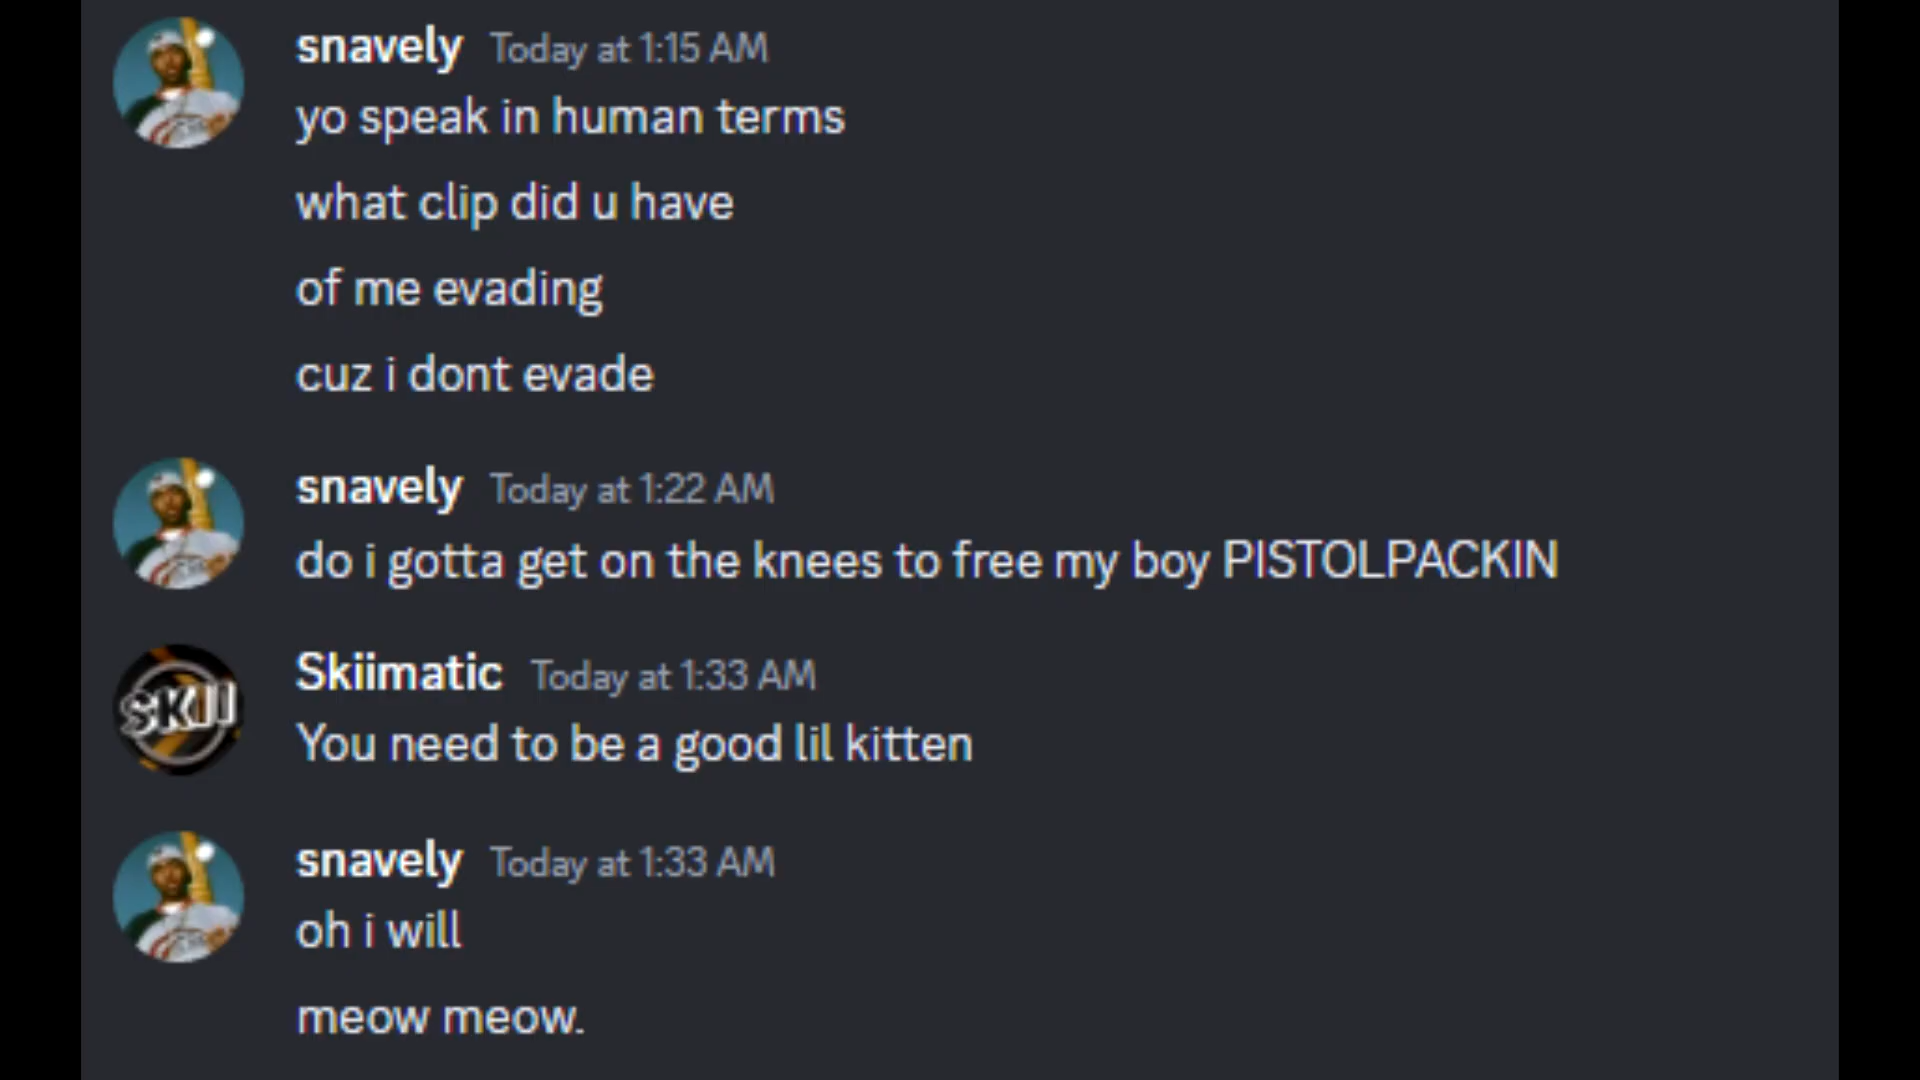 snavely Today at 1:15 AM
yo speak in human terms
what clip did u have
of me evading
cuz i dont evade
snavely Today at 1:22 AM
do i gotta get on the knees to free my boy PISTOLPACKIN
SKII
Skiimatic Today at 1:33 AM
You need to be a good lil kitten
snavely Today at 1:33 AM
oh i will
meow meow.